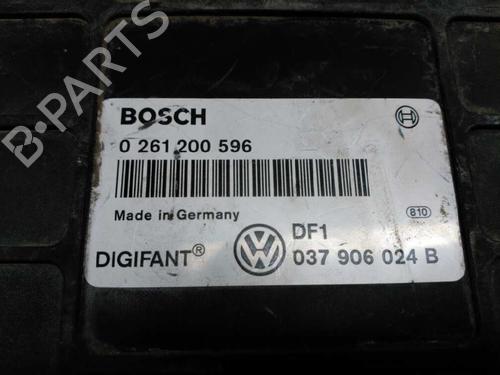 B-PARTS
BOSCH
0 261 200 596
Made in Germany
810
DIGIFANT®
DF1
037 906 024 B